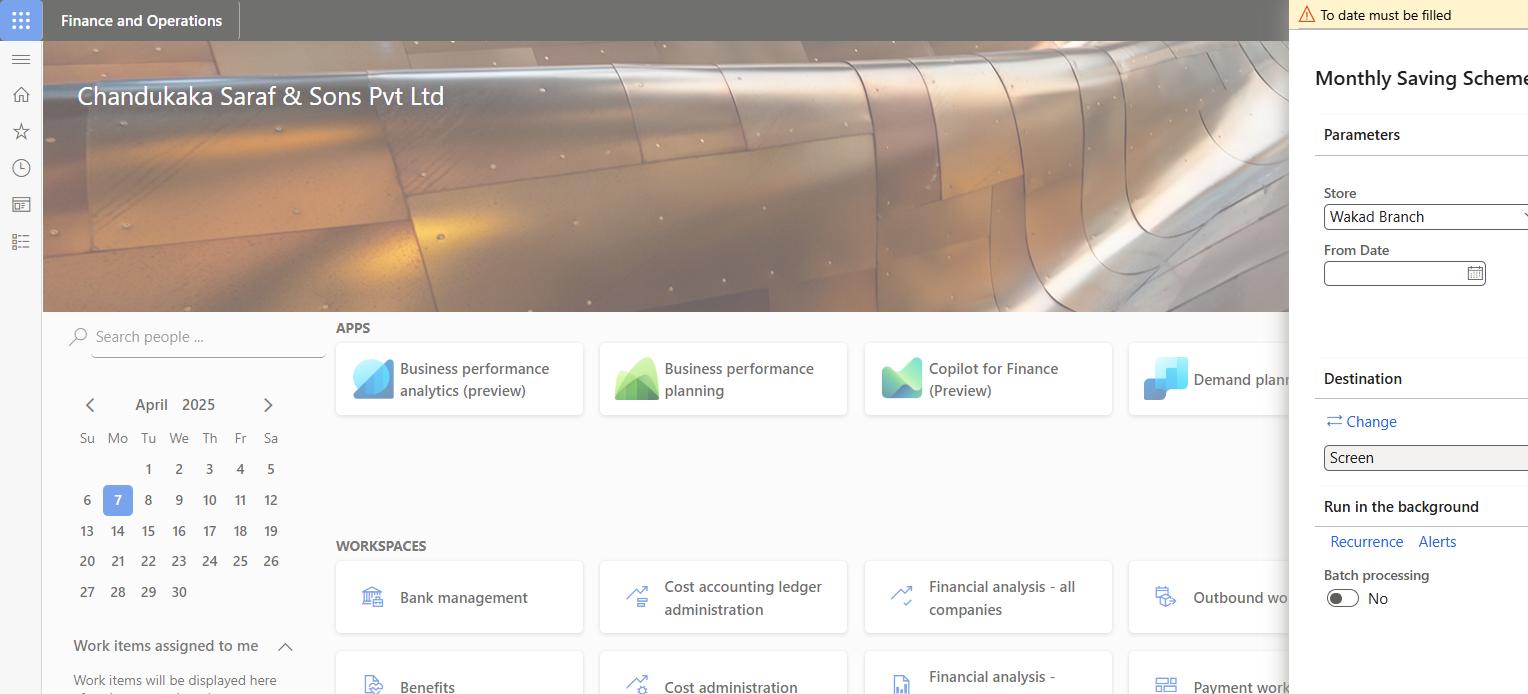 Finance and Operations
To date must be filled
Chandukaka Saraf & Sons Pvt Ltd
Monthly Saving Scheme
Parameters
Store
Wakad Branch
From Date
Destination
Change
Screen
Run in the background
Recurrence Alerts
Batch processing
No
Search people ...
April 2025
Su Mo Tu We Th Fr Sa
1 2 3 4 5
6 7 8 9 10 11 12
13 14 15 16 17 18 19
20 21 22 23 24 25 26
27 28 29 30
Work items assigned to me
Work items will be displayed here
APPS
Business performance
analytics (preview)
Business performance
planning
Copilot for Finance
(Preview)
Demand
WORKSPACES
Bank management
Cost accounting ledger
administration
Financial analysis - all
companies
Outbound
Benefits
Cost administration
Financial analysis -
Payment